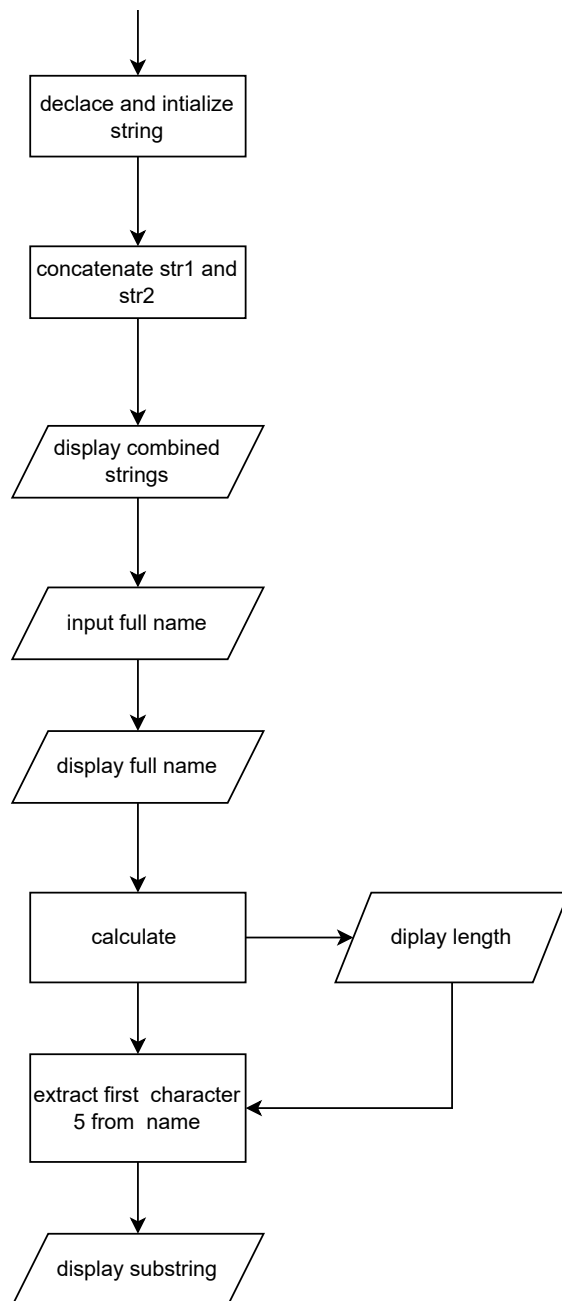 declace and intialize
string
concatenate str1 and
str2
display combined
strings
input full name
display full name
calculate
diplay length
extract first  character
5 from  name
display substring